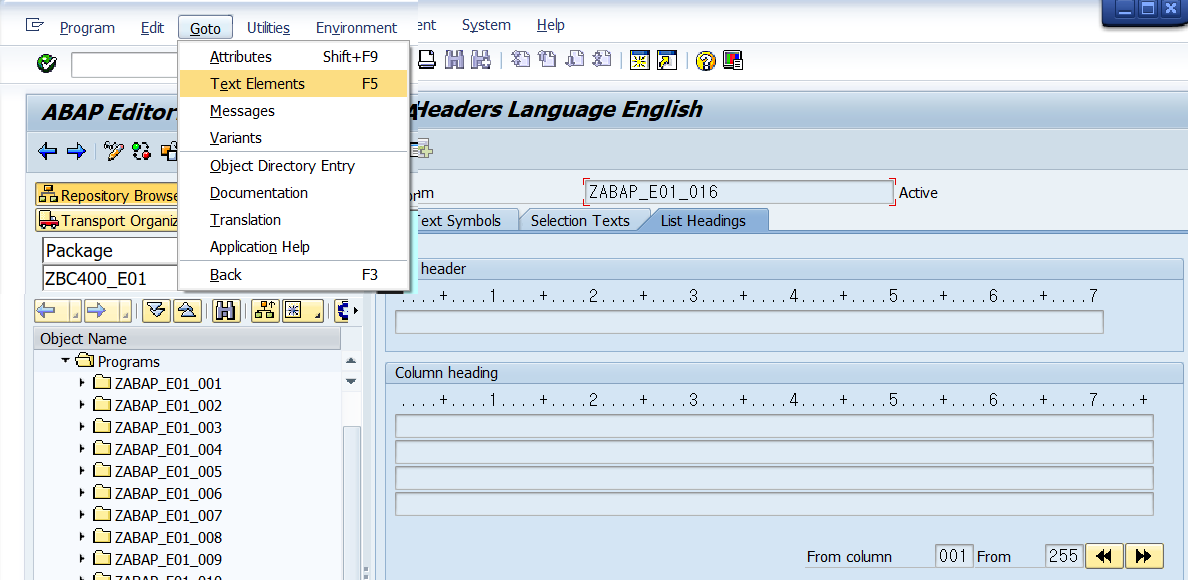 Program Edit Goto Utilities Environment ent System Help
Attributes Shift+F9
Text Elements F5
Messages
Variants
Object Directory Entry
Documentation
Translation
Application Help
Back F3
ABAP Editor: Headers Language English
Repository Browse
Transport Organiz
Package
ZBC400_E01
am ZABAP_E01_016 Active
Text Symbols Selection Texts List Headings
header
....+....1....+....2....+....3....+....4....+....5....+....6....+....7
Column heading
....+....1....+....2....+....3....+....4....+....5....+....6....+....7....+
From column 001 From 255
Object Name
Programs
ZABAP_E01_001
ZABAP_E01_002
ZABAP_E01_003
ZABAP_E01_004
ZABAP_E01_005
ZABAP_E01_006
ZABAP_E01_007
ZABAP_E01_008
ZABAP_E01_009